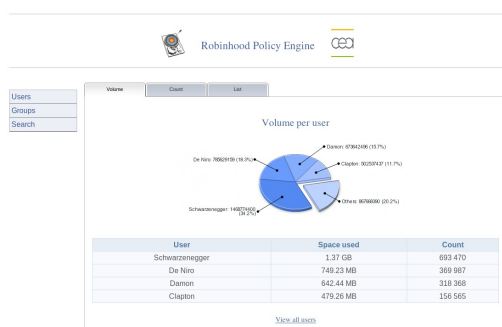 Robinhood Policy Engine
cea
Users
Groups
Search
Volume
Count
List
Volume per user
Damon: 673642496 (15.7%)
De Niro: 785629159 (18.3%)
Clapton: 502537437 (11.7%)
Schwarzenegger: 1468774400
(34.2%)
Others: 867666390 (20.2%)
User Space used Count
Schwarzenegger 1.37 GB 693 470
De Niro 749.23 MB 369 987
Damon 642.44 MB 318 368
Clapton 479.26 MB 156 565
View all users